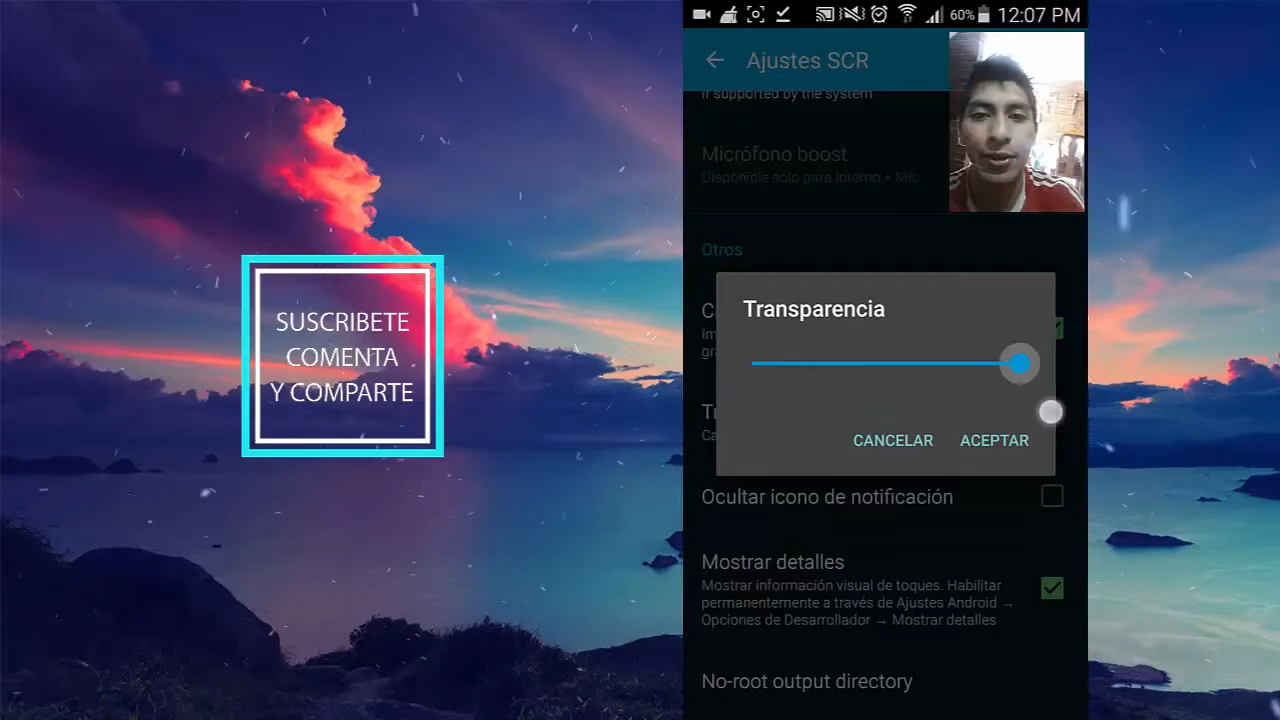 SUSCRIBETE
COMENTA
Y COMPARTE
60% 12:07 PM
Ajustes SCR
If supported by the system
Micrófono boost
Disponible sólo para Interno + Mic
Otros
Transparencia
CANCELAR ACEPTAR
Ocultar icono de notificación
Mostrar detalles
Mostrar información visual de toques. Habilitar
permanentemente a través de Ajustes Android →
Opciones de Desarrollador → Mostrar detalles
No-root output directory